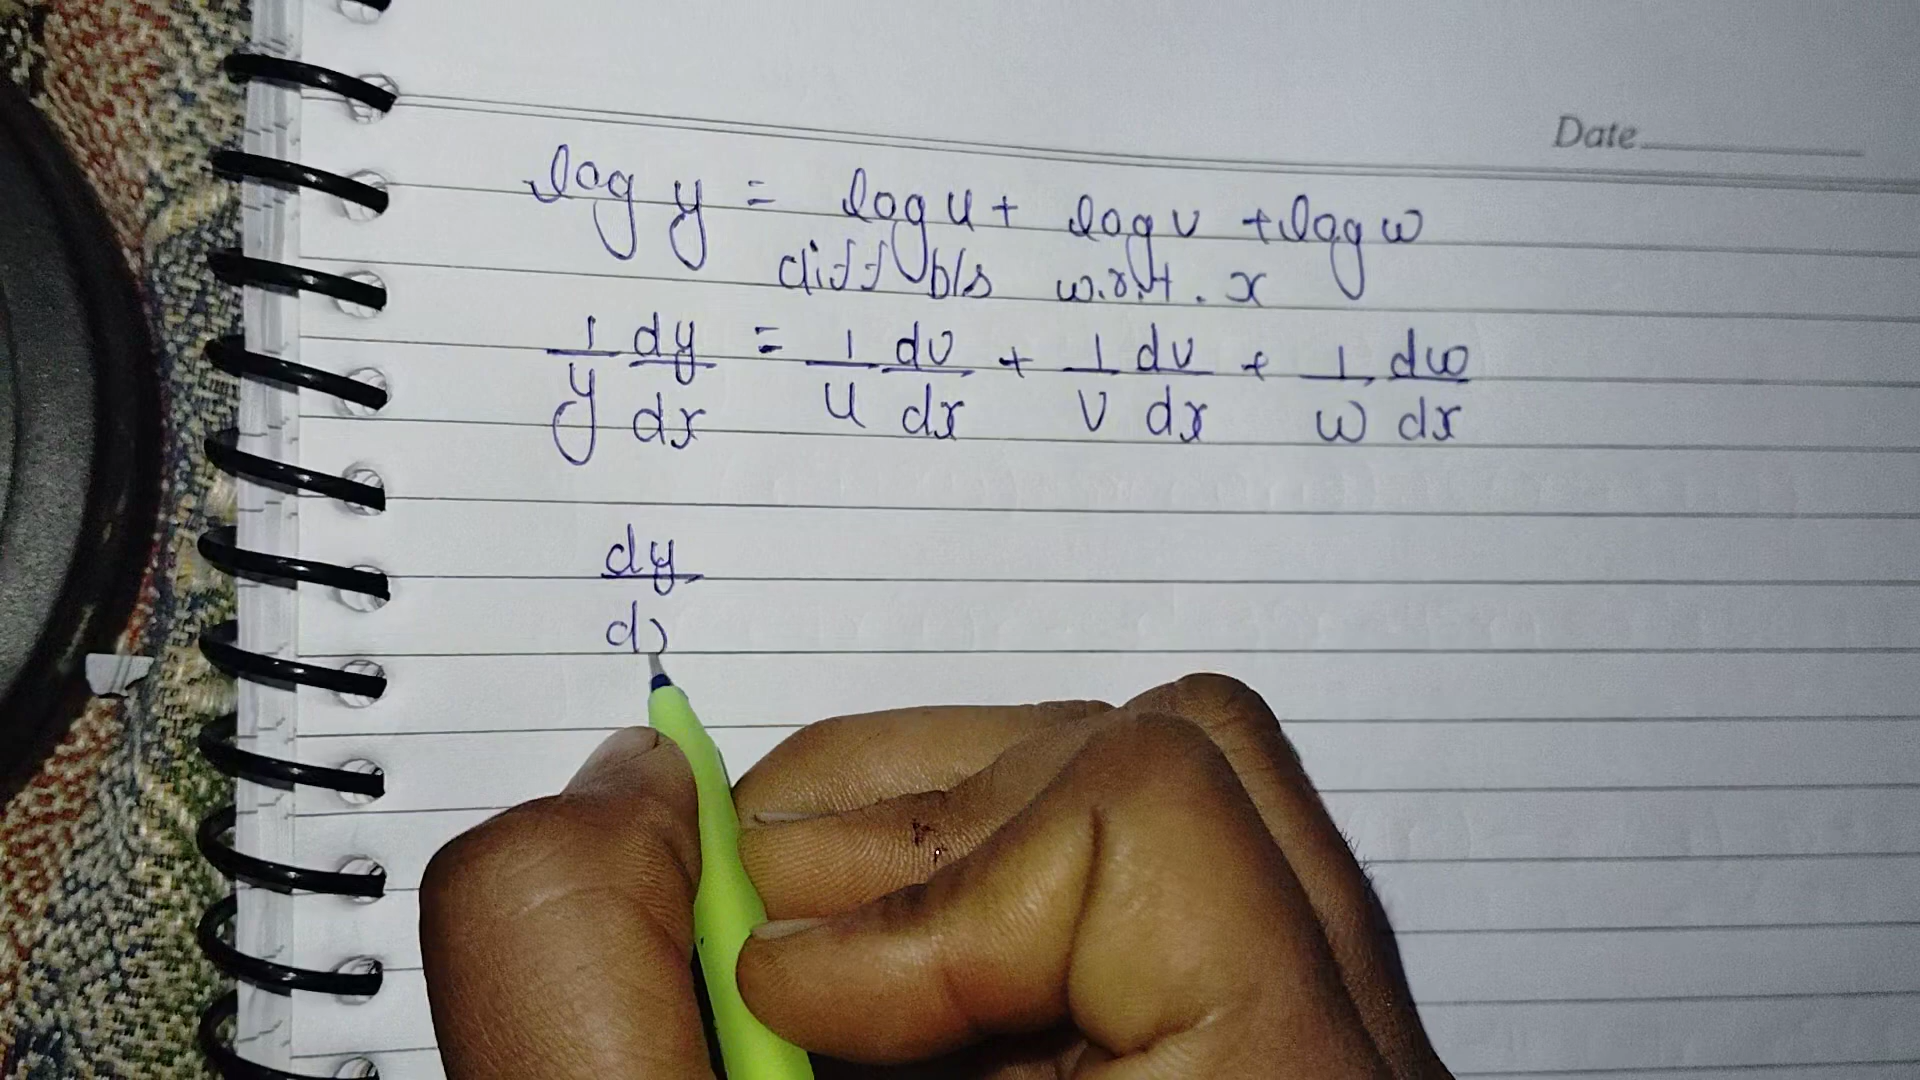 Date
log y = log u + log v + log w
diff b/s w.r.t. x
1/y dy/dx = 1/u du/dx + 1/v dv/dx + 1/w dw/dx
dy
d